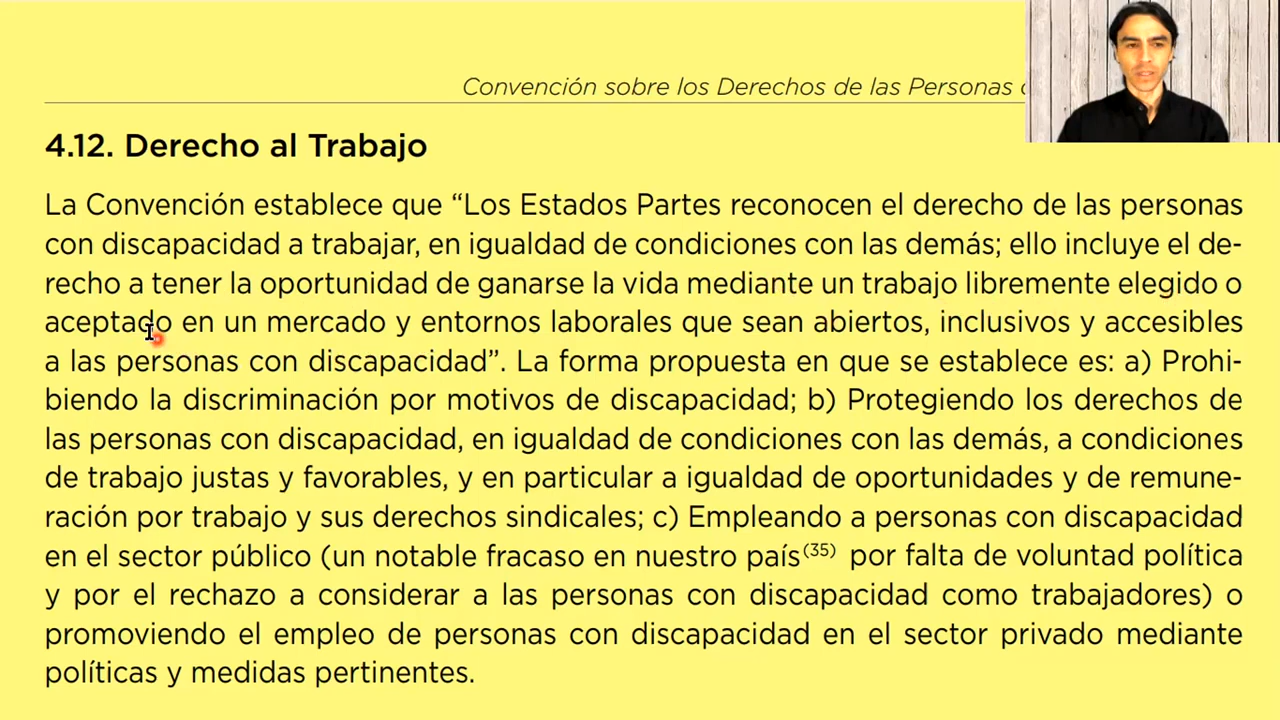 Convención sobre los Derechos de las Personas
4.12. Derecho al Trabajo
La Convención establece que “Los Estados Partes reconocen el derecho de las personas
con discapacidad a trabajar, en igualdad de condiciones con las demás; ello incluye el de-
recho a tener la oportunidad de ganarse la vida mediante un trabajo libremente elegido o
aceptado en un mercado y entornos laborales que sean abiertos, inclusivos y accesibles
a las personas con discapacidad”. La forma propuesta en que se establece es: a) Prohi-
biendo la discriminación por motivos de discapacidad; b) Protegiendo los derechos de
las personas con discapacidad, en igualdad de condiciones con las demás, a condiciones
de trabajo justas y favorables, y en particular a igualdad de oportunidades y de remune-
ración por trabajo y sus derechos sindicales; c) Empleando a personas con discapacidad
en el sector público (un notable fracaso en nuestro país(35) por falta de voluntad política
y por el rechazo a considerar a las personas con discapacidad como trabajadores) o
promoviendo el empleo de personas con discapacidad en el sector privado mediante
políticas y medidas pertinentes.